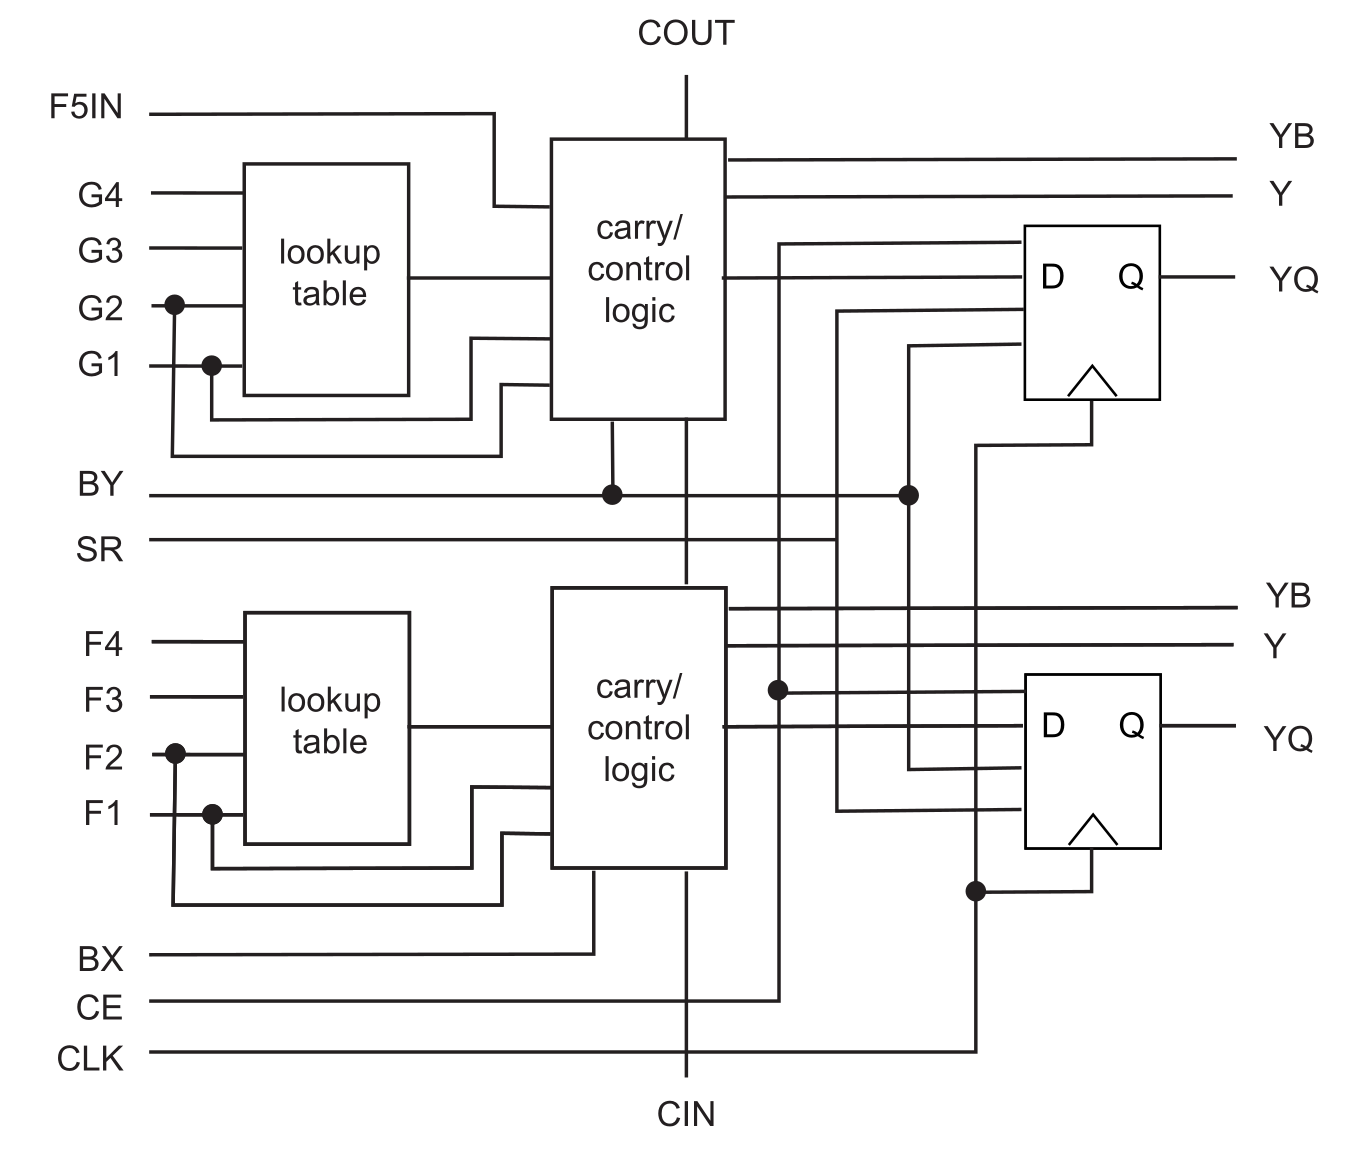 COUT
F5IN
YB
G4
Y
carry/
G3
lookup
control
D
Q
YQ
table
logic
G2
G1
BY
SR
YB
F4
Y
carry/
F3
lookup
control
D
Q
YQ
table
logic
F2
F1
BX
CE
CLK
CIN